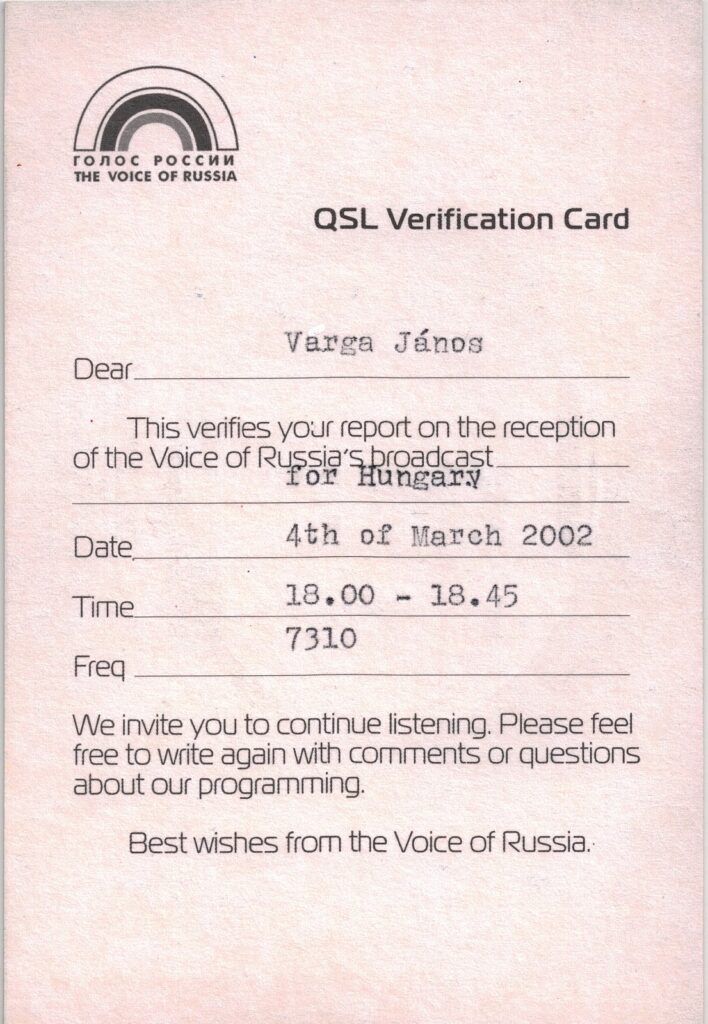 ГОЛОС РОССИИ
THE VOICE OF RUSSIA
QSL Verification Card
Dear Varga János
This verifies your report on the reception
of the Voice of Russia's broadcast
for Hungary
Date 4th of March 2002
Time 18.00 - 18.45
Freq 7310
We invite you to continue listening. Please feel
free to write again with comments or questions
about our programming.
Best wishes from the Voice of Russia.